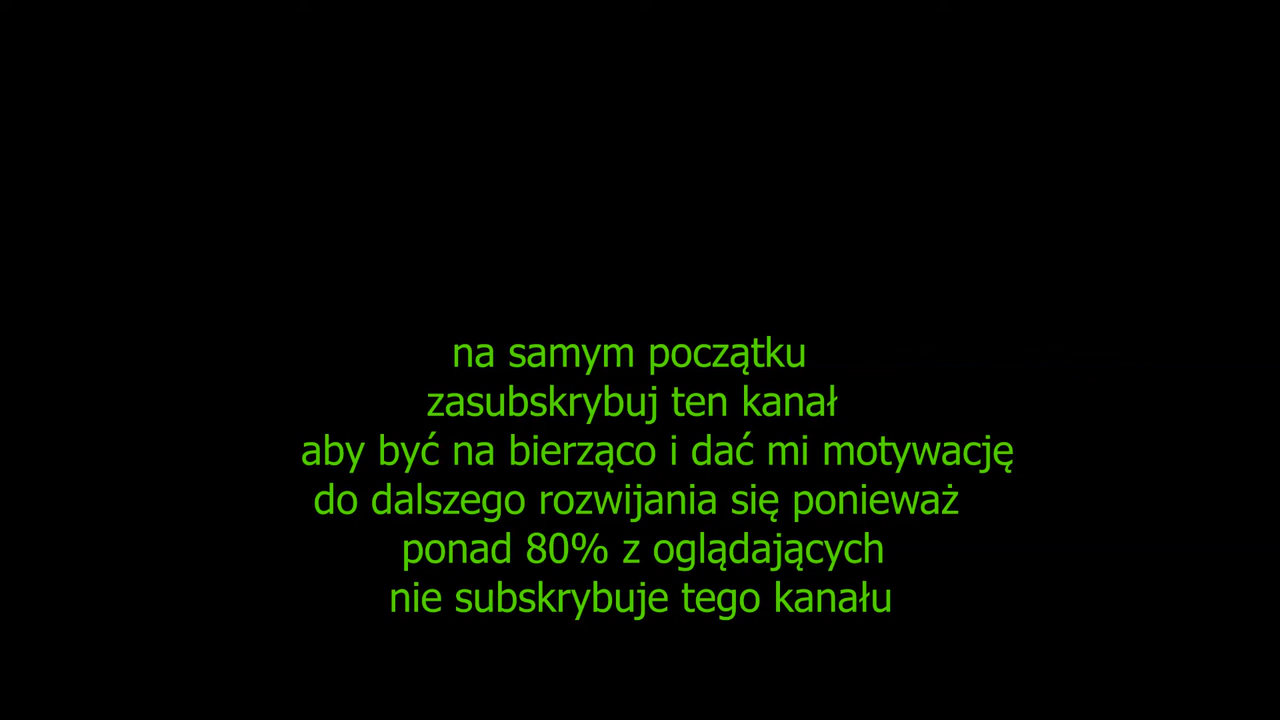 na samym początku
zasubskrybuj ten kanał
aby być na bierząco i dać mi motywację
do dalszego rozwijania się ponieważ
ponad 80% z oglądających
nie subskrybuje tego kanału